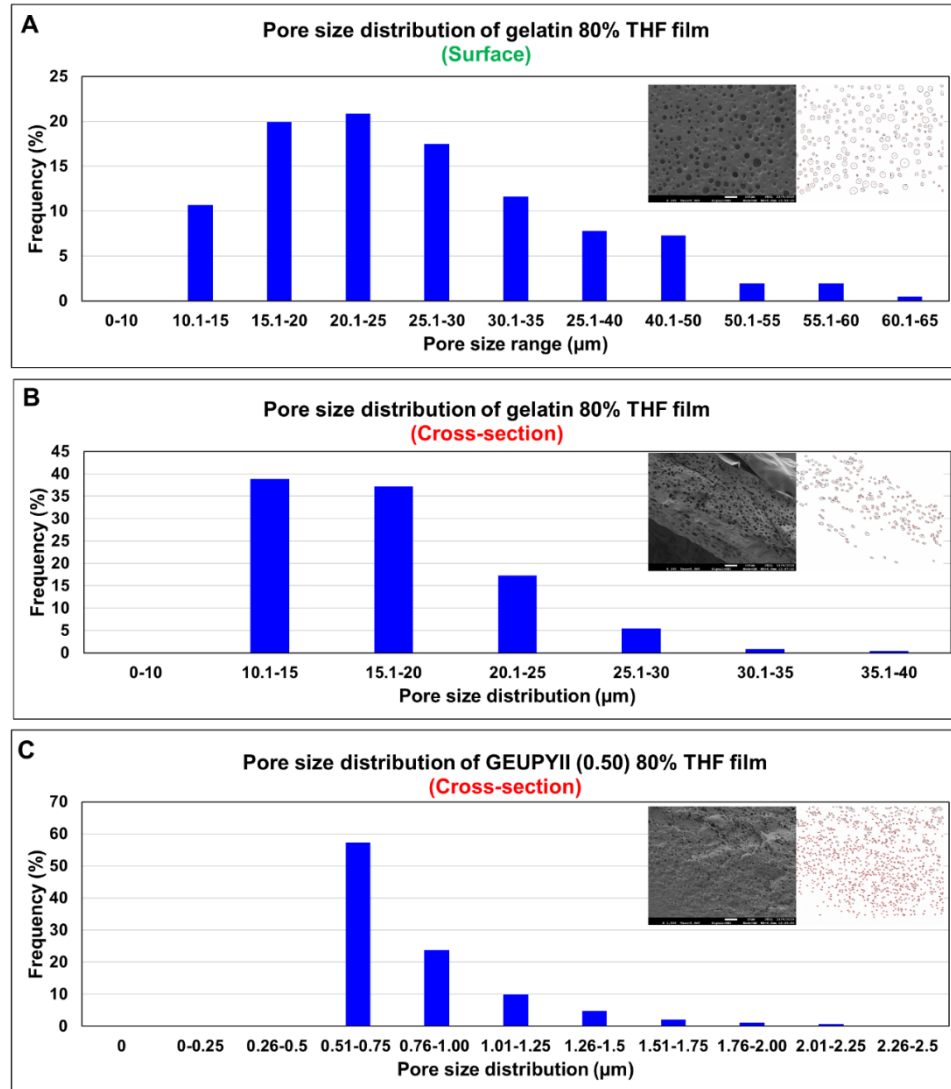 A
Pore size distribution of gelatin 80% THF film
(Surface)
Frequency (%)
25
20
15
10
5
0
0-10 10.1-15 15.1-20 20.1-25 25.1-30 30.1-35 25.1-40 40.1-50 50.1-55 55.1-60 60.1-65
Pore size range (μm)
B
Pore size distribution of gelatin 80% THF film
(Cross-section)
Frequency (%)
45
40
35
30
25
20
15
10
5
0
0-10 10.1-15 15.1-20 20.1-25 25.1-30 30.1-35 35.1-40
Pore size distribution (μm)
C
Pore size distribution of GEUPYII (0.50) 80% THF film
(Cross-section)
Frequency (%)
70
60
50
40
30
20
10
0
0 0-0.25 0.26-0.5 0.51-0.75 0.76-1.00 1.01-1.25 1.26-1.5 1.51-1.75 1.76-2.00 2.01-2.25 2.26-2.5
Pore size distribution (μm)